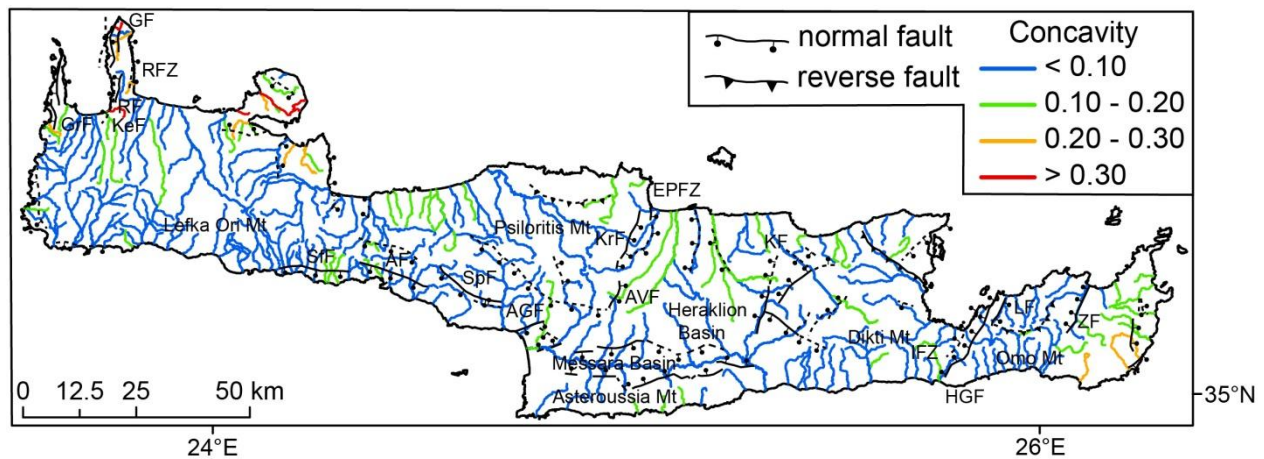 GF
normal fault
reverse fault
Concavity
< 0.10
0.10 - 0.20
0.20 - 0.30
> 0.30
RFZ
RF
GrF
KeF
Lefka Ori Mt
Psiloritis Mt
EPFZ
KrF
KF
SfF
AF
SpF
AGF
AVF
Heraklion
Basin
Dikti Mt
LF
ZF
IFZ
Omo Mt
Messara Basin
Asteroussia Mt
HGF
0 12.5 25 50 km
35°N
24°E
26°E